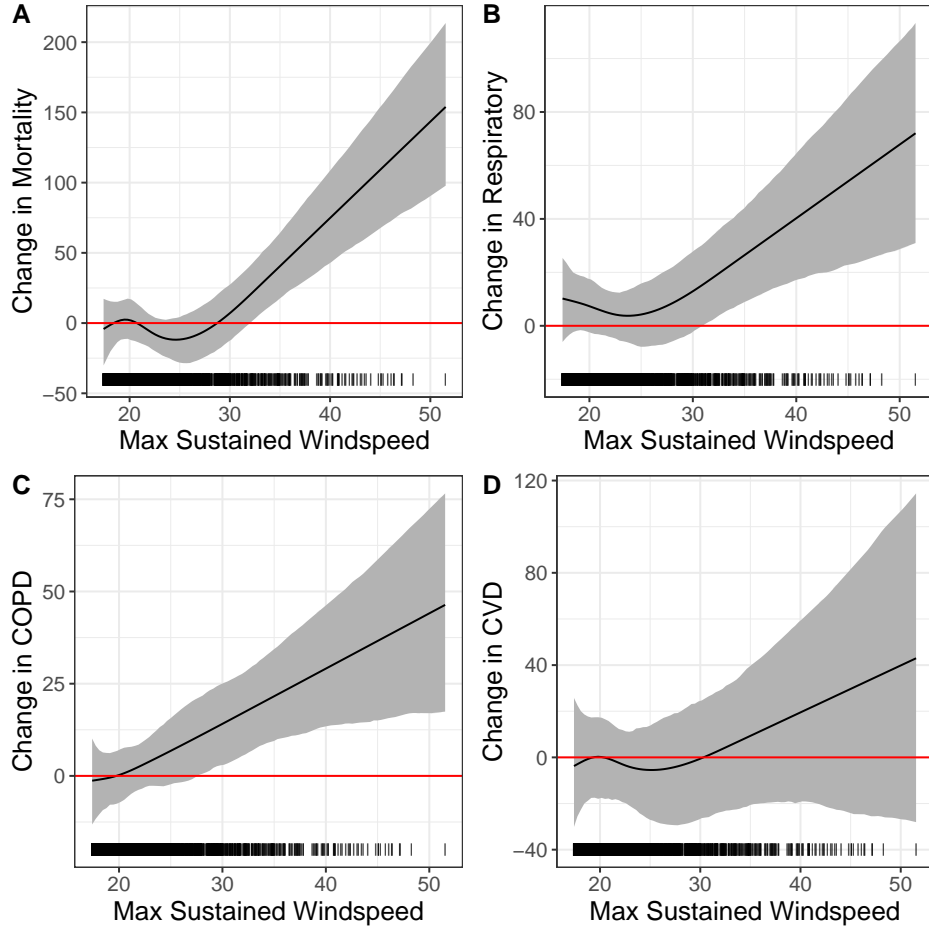 A
Change in Mortality
200
150
100
50
0
−50
20 30 40 50
Max Sustained Windspeed
B
Change in Respiratory
80
40
0
20 30 40 50
Max Sustained Windspeed
C
Change in COPD
75
50
25
0
20 30 40 50
Max Sustained Windspeed
D
Change in CVD
120
80
40
0
−40
20 30 40 50
Max Sustained Windspeed